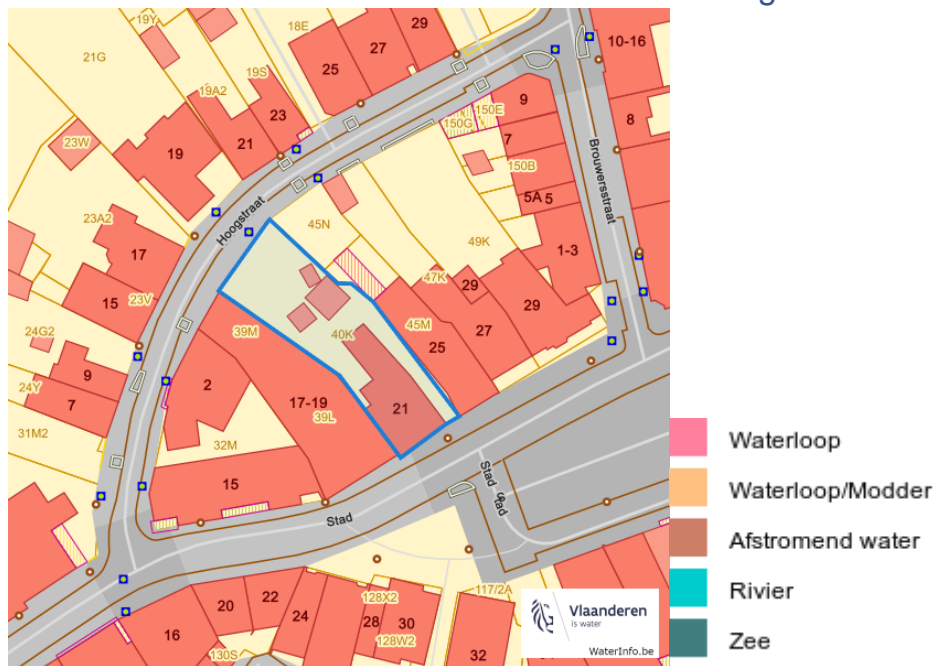 g
19Y
18E
29
10-16
27
21G
25
19S
19A2
23
9
150E
150G
8
21
7
23W
19
150B
Brouwersstraat
5A 5
Hoogstraat
23A2
45N
49K
17
1-3
47K
15
23V
29
29
39M
40K
45M
27
24G2
25
9
2
24Y
7
17-19
21
39L
31M2
32M
Waterloop
15
Stad
Stad
Stad
Waterloop/Modder
Afstromend water
117/2A
20
22
128X2
24
28
30
Vlaanderen
is water
Rivier
16
128W2
130S
32
WaterInfo.be
Zee